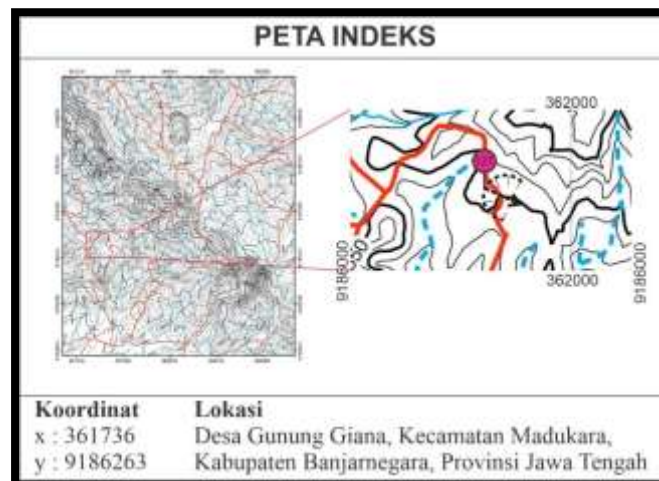 PETA INDEKS
362000
9186000
9186000
362000
Koordinat Lokasi
x : 361736 Desa Gunung Giana, Kecamatan Madukara,
y : 9186263 Kabupaten Banjarnegara, Provinsi Jawa Tengah